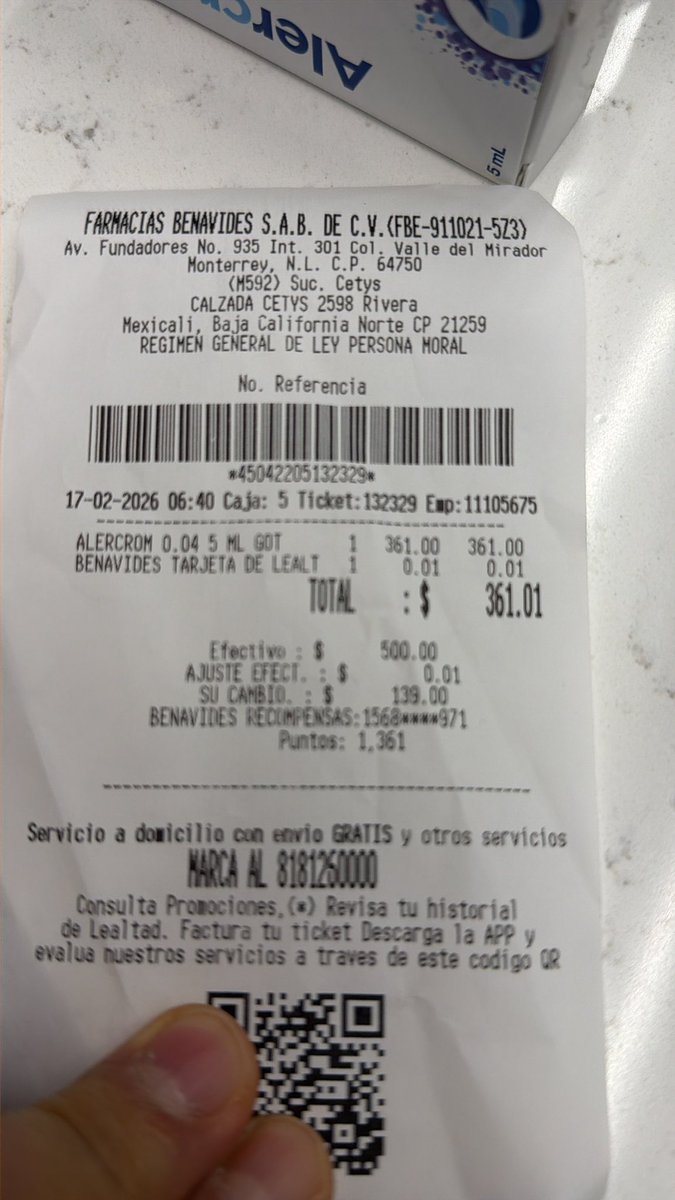 Alercr
5 mL
FARMACIAS BENAVIDES S.A.B. DE C.V.(FBE-911021-5Z3)
Av. Fundadores No. 935 Int. 301 Col. Valle del Mirador
Monterrey, N.L. C.P. 64750
(M592) Suc. Cetys
CALZADA CETYS 2598 Rivera
Mexicali, Baja California Norte CP 21259
REGIMEN GENERAL DE LEY PERSONA MORAL
No. Referencia
*45042205132329*
17-02-2026 06:40 Caja: 5 Ticket:132329 Emp:11105675
ALERCROM 0.04 5 ML GOT 1 361.00 361.00
BENAVIDES TARJETA DE LEALT 1 0.01 0.01
TOTAL : $ 361.01
Efectivo : $ 500.00
AJUSTE EFECT. : $ 0.01
SU CAMBIO. : $ 139.00
BENAVIDES RECOMPENSAS:1568****971
Puntos: 1,361
Servicio a domicilio con envio GRATIS y otros servicios
MARCA AL 8181260000
Consulta Promociones,(*) Revisa tu historial
de Lealtad. Factura tu ticket Descarga la APP y
evalua nuestros servicios a traves de este codigo QR